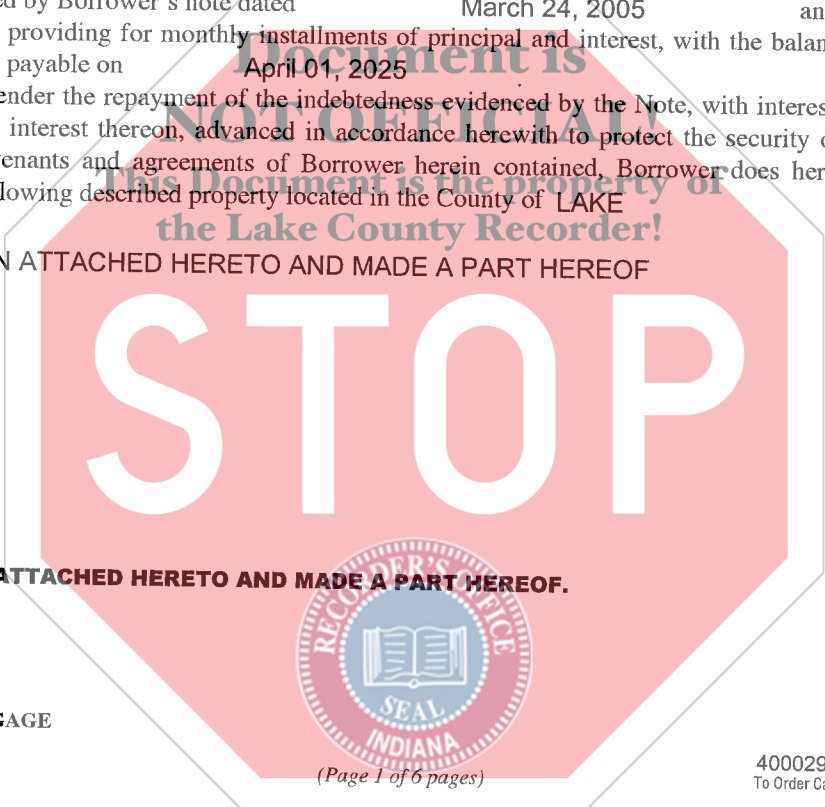 ed by Borrower's note dated March 24, 2005 an
providing for monthly installments of principal and interest, with the balan
payable on April 01, 2025
Document is
ender the repayment of the indebtedness evidenced by the Note, with interes
NOT OFFICIAL!
interest thereon, advanced in accordance herewith to protect the security o
enants and agreements of Borrower herein contained, Borrower does her
This Document is the property of
lowing described property located in the County of LAKE
the Lake County Recorder!
N ATTACHED HERETO AND MADE A PART HEREOF
STOP
ATTACHED HERETO AND MADE A PART HEREOF.
RECORDER'S OFFICE
SEAL
INDIANA
GAGE
(Page 1 of 6 pages)
400029
To Order Ca